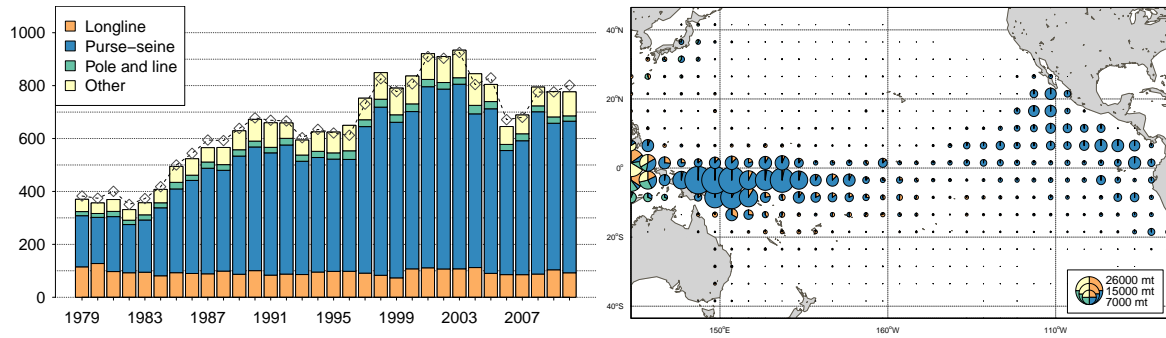 1000
800
600
400
200
0
Longline
Purse−seine
Pole and line
Other
1979 1983 1987 1991 1995 1999 2003 2007
40°N
20°N
0°
20°S
40°S
150°E 160°W 110°W
26000 mt
15000 mt
7000 mt